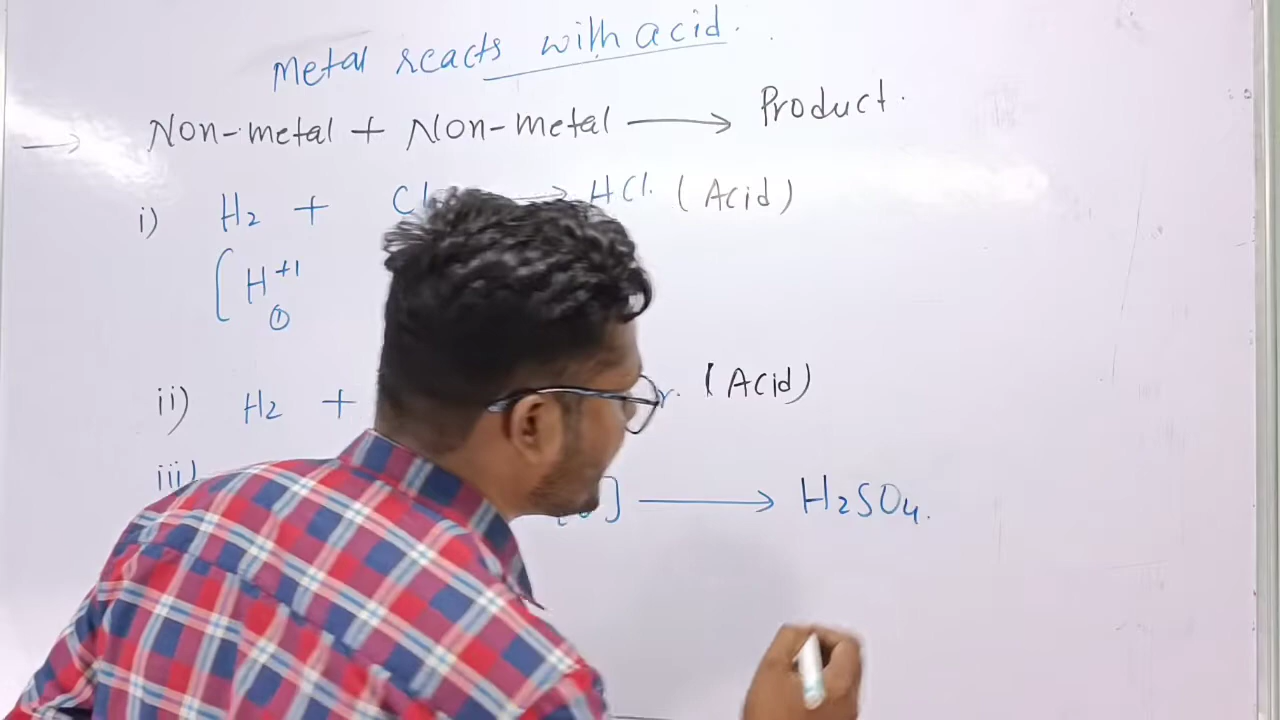 Metal reacts with acid.
→ Non-metal + Non-metal → Product.
i) H₂ + Cl → HCl. (Acid)
[H⁺¹
①
ii) H₂ + r. (Acid)
iii) ] → H₂SO₄.